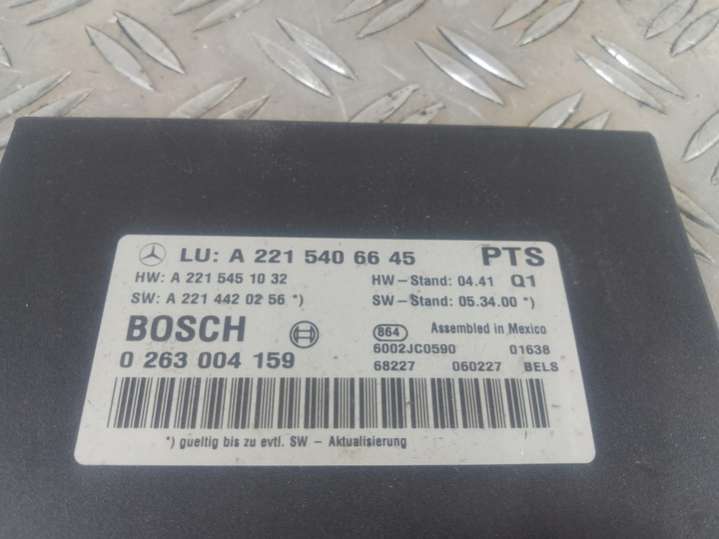 LU: A 221 540 66 45 PTS
HW: A 221 545 10 32 HW-Stand: 04.41 Q1
SW: A 221 442 02 56 *) SW-Stand: 05.34.00 *)
BOSCH 864 Assembled in Mexico
0 263 004 159 6002JC0590 01638
68227 060227 BELS
*) gueltig bis zu evtl. SW - Aktualisierung